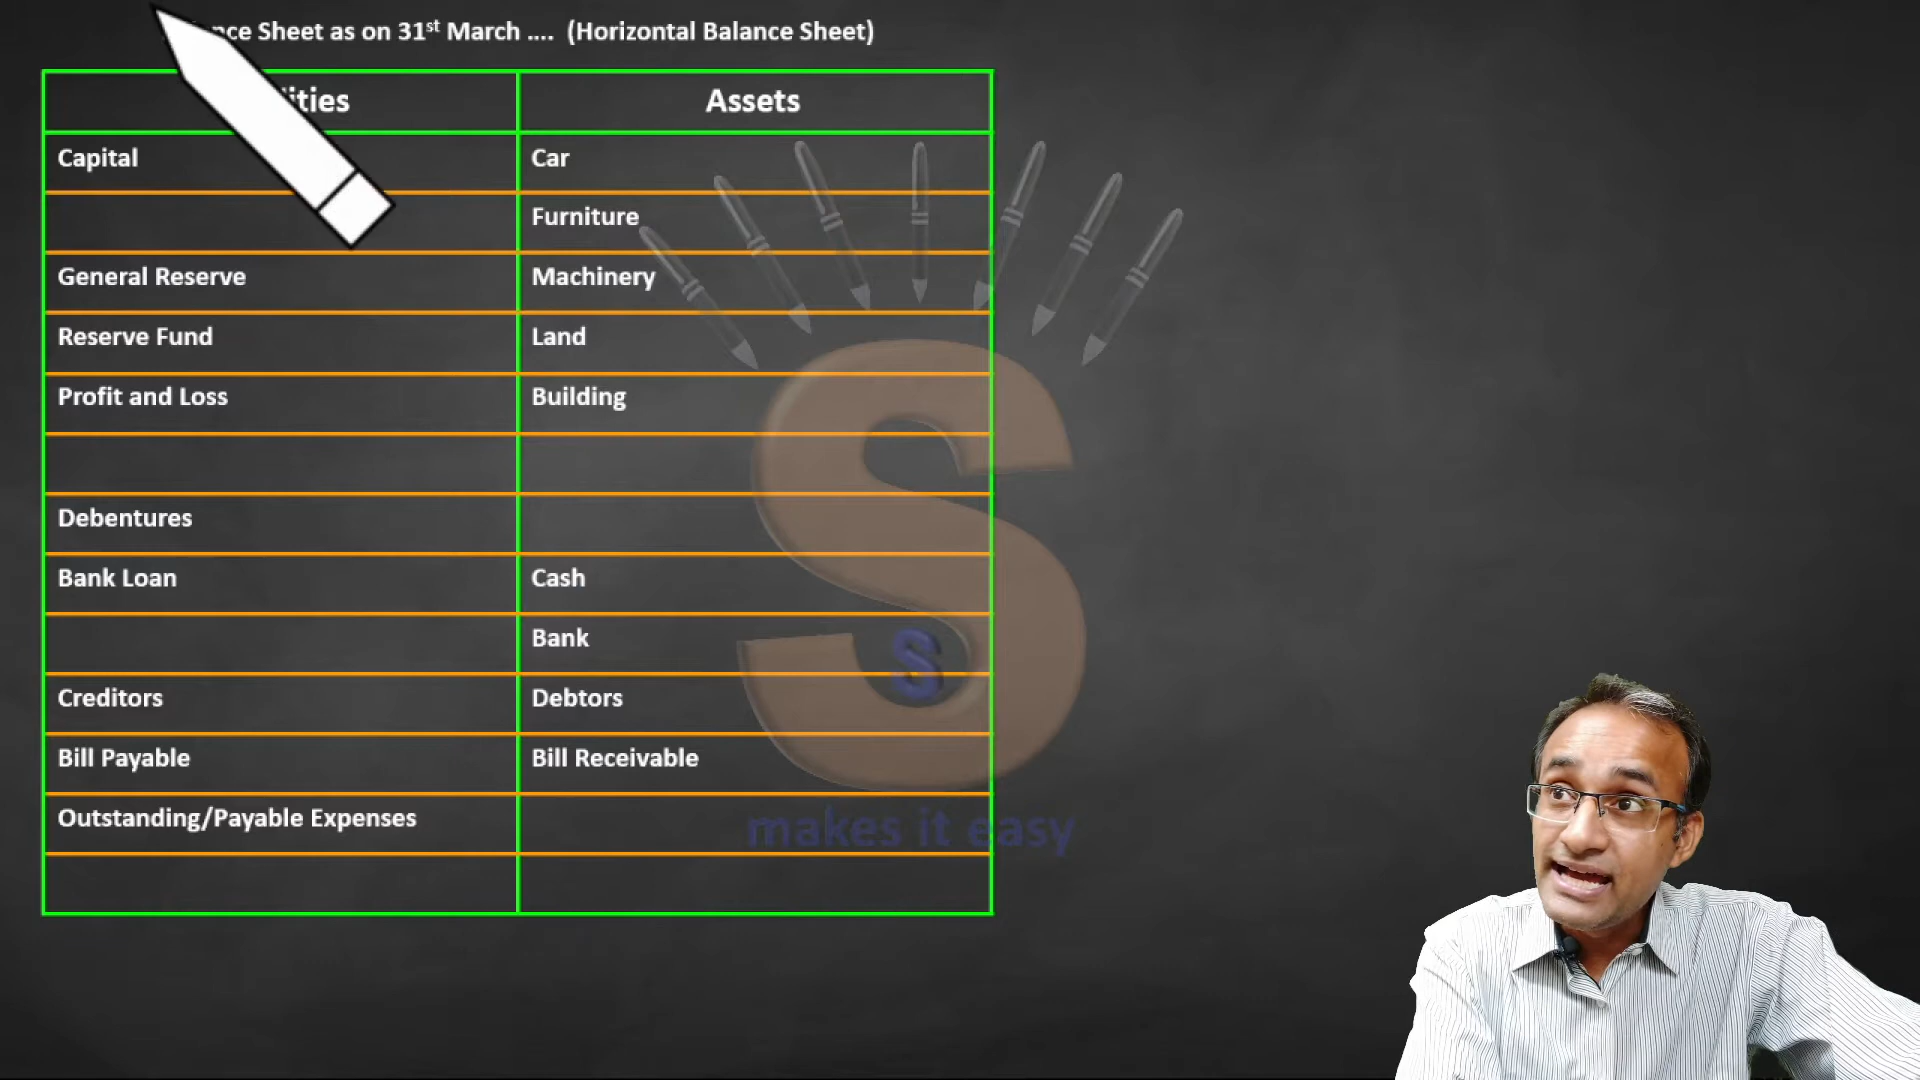 Sheet as on 31st March .... (Horizontal Balance Sheet)
Assets
Capital
Car
Furniture
General Reserve
Machinery
Reserve Fund
Land
Profit and Loss
Building
Debentures
Bank Loan
Cash
Bank
Creditors
Debtors
Bill Payable
Bill Receivable
Outstanding/Payable Expenses
S
S
makes it easy